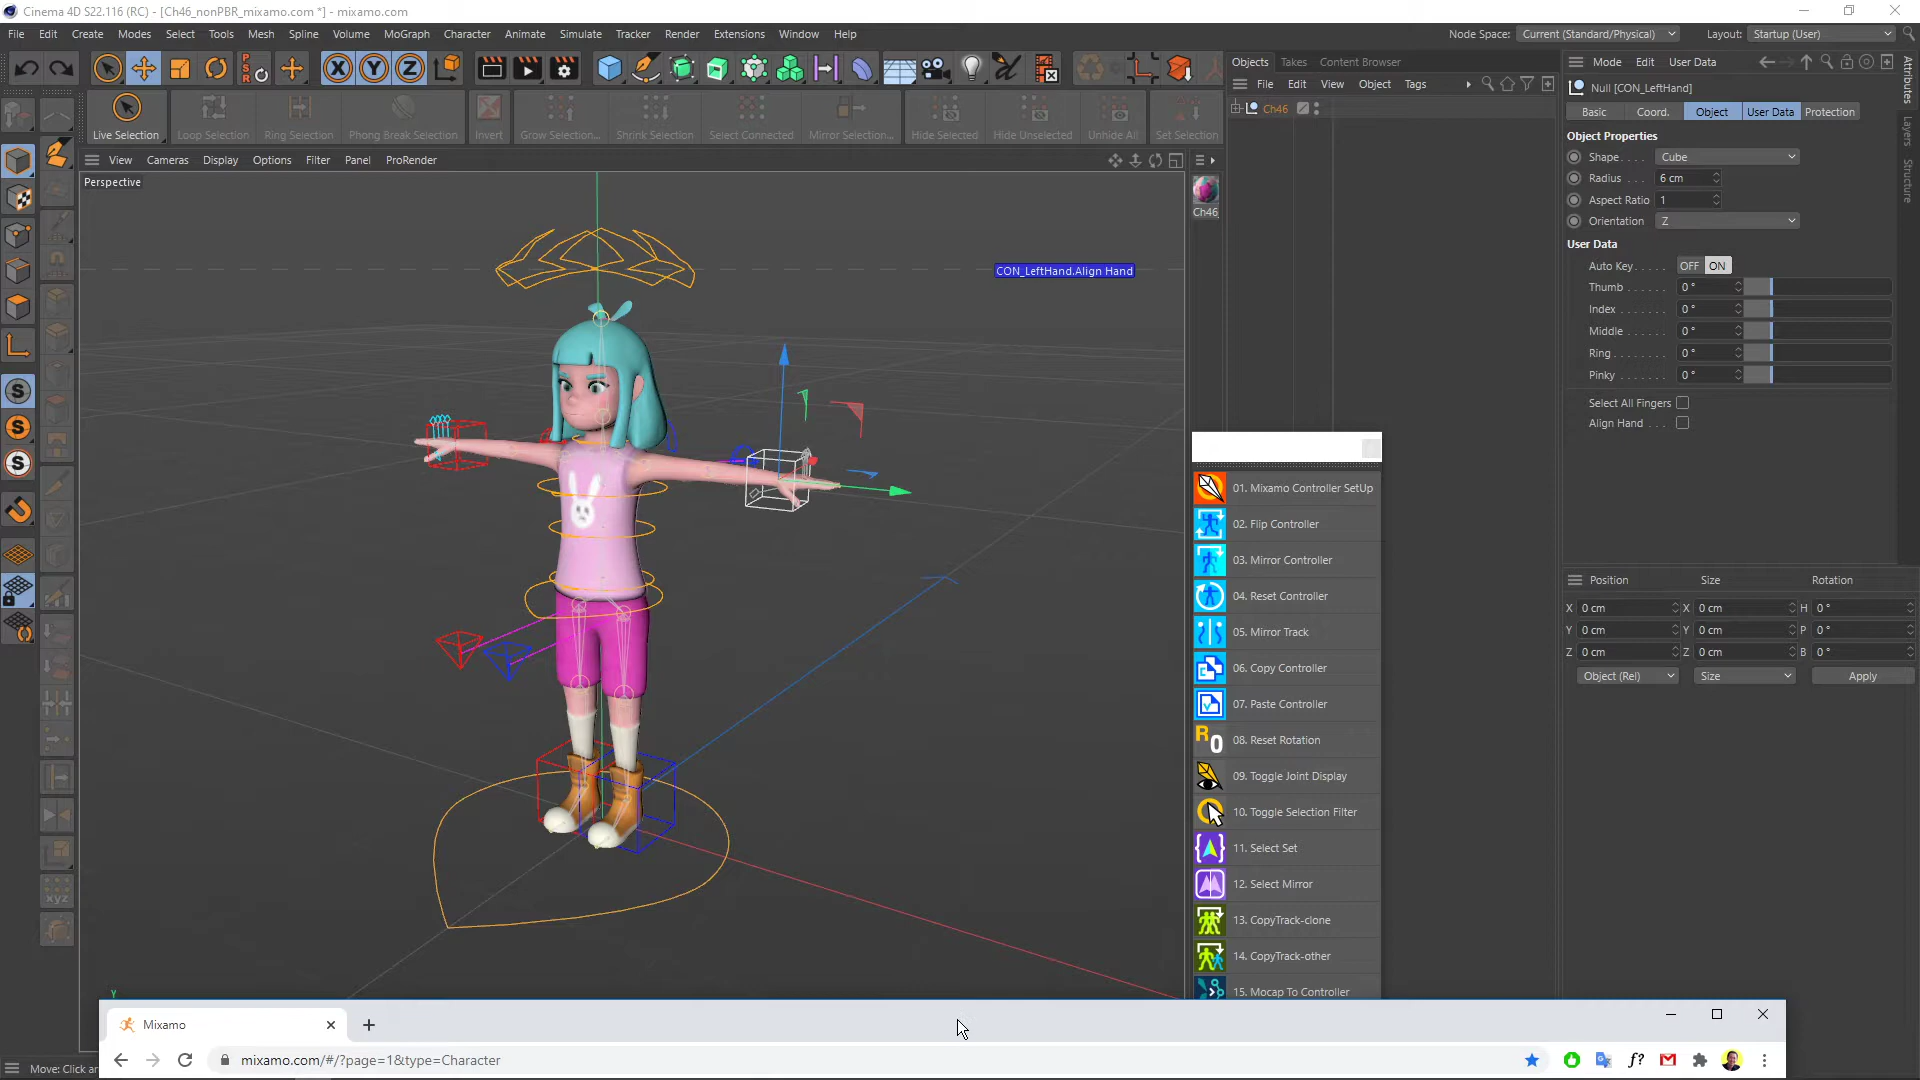 Cinema 4D S22.116 (RC) - [Ch46_nonPBR_mixamo.com *] - mixamo.com
File Edit Create Modes Select Tools Mesh Spline Volume MoGraph Character Animate Simulate Tracker Render Extensions Window Help
Node Space: Current (Standard/Physical) Layout: Startup (User)
Objects Takes Content Browser
File Edit View Object Tags
Ch46
Mode Edit User Data
Null [CON_LeftHand]
Basic Coord. Object User Data Protection
Object Properties
Shape . . . . Cube
Radius . . . 6 cm
Aspect Ratio 1
Orientation Z
User Data
Auto Key . . . . . OFF ON
Thumb . . . . . . 0 °
Index . . . . . . . 0 °
Middle . . . . . . 0 °
Ring . . . . . . . . 0 °
Pinky . . . . . . . 0 °
Select All Fingers
Align Hand
Attributes
Layers
Structure
Live Selection Loop Selection Ring Selection Phong Break Selection Invert Grow Selection... Shrink Selection Select Connected Mirror Selection... Hide Selected Hide Unselected Unhide All Set Selection
View Cameras Display Options Filter Panel ProRender
Perspective
CON_LeftHand.Align Hand
Ch46
01. Mixamo Controller SetUp
02. Flip Controller
03. Mirror Controller
04. Reset Controller
05. Mirror Track
06. Copy Controller
07. Paste Controller
08. Reset Rotation
09. Toggle Joint Display
10. Toggle Selection Filter
11. Select Set
12. Select Mirror
13. CopyTrack-clone
14. CopyTrack-other
15. Mocap To Controller
Position Size Rotation
X 0 cm X 0 cm H 0 °
Y 0 cm Y 0 cm P 0 °
Z 0 cm Z 0 cm B 0 °
Object (Rel) Size Apply
Y
Mixamo
mixamo.com/#/?page=1&type=Character
Move: Click an